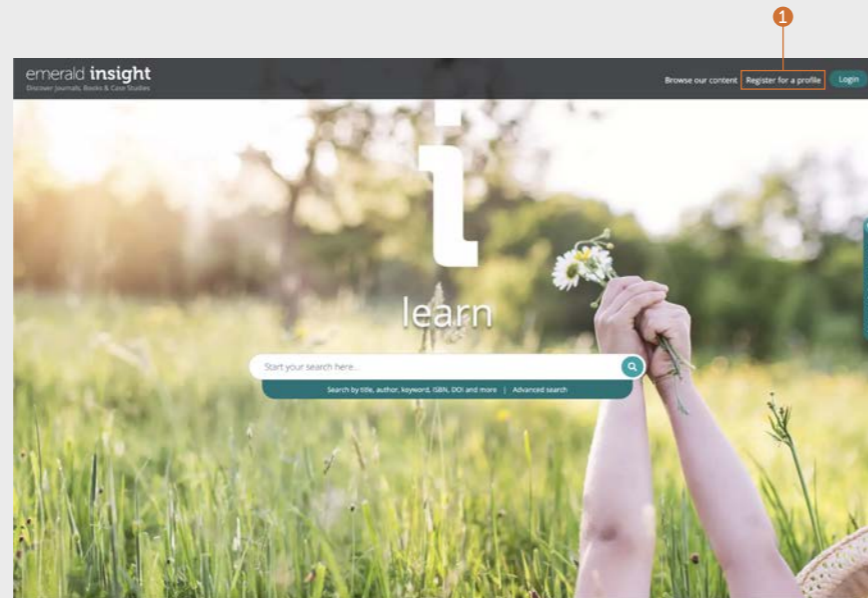 1
emerald insight
Discover Journals, Books & Case Studies
Browse our content Register for a profile Login
i
learn
Start your search here...
Search by title, author, keyword, ISBN, DOI and more | Advanced search